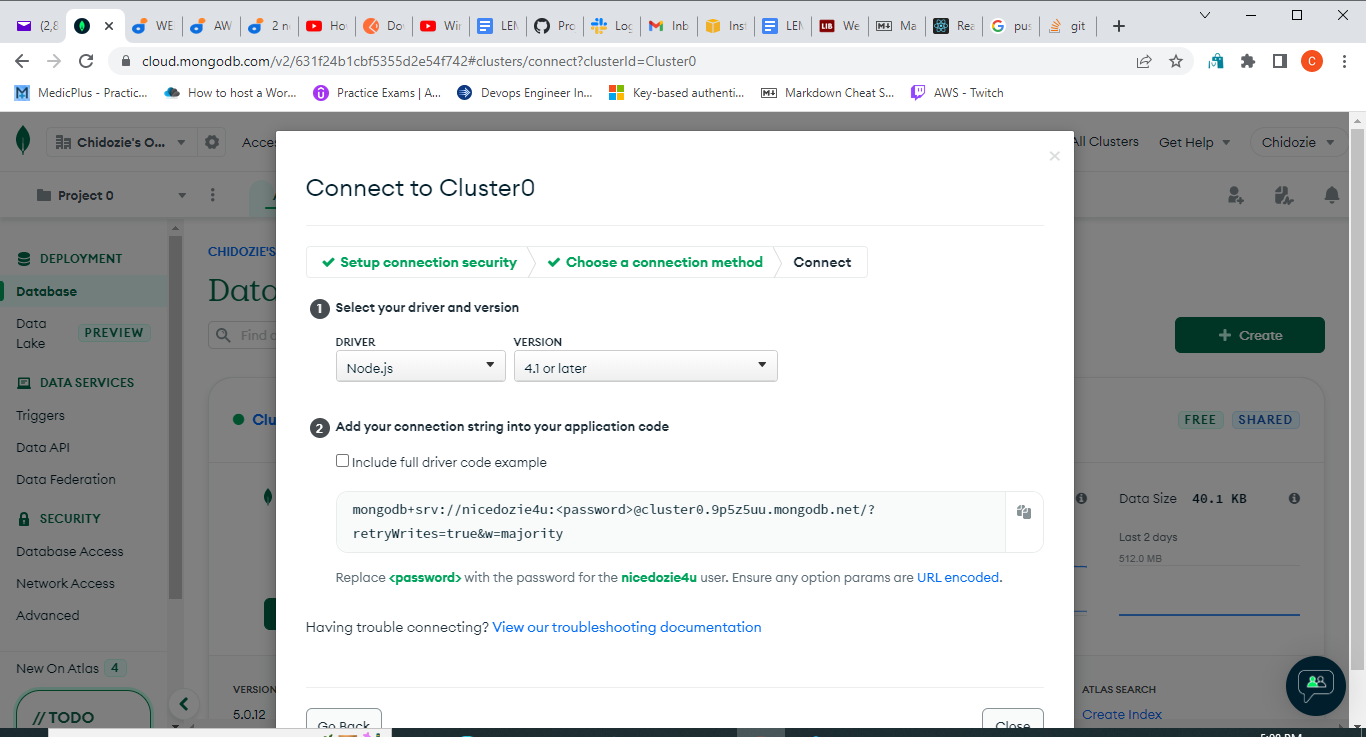 (2,8
WE
AW
2 n
Ho
Do
Wi
LEM
Pro
Log
Inb
Inst
LEM
LIB
We
Ma
Rea
pus
git
cloud.mongodb.com/v2/631f24b1cbf5355d2e54f742#clusters/connect?clusterId=Cluster0
C
MedicPlus - Practic...
How to host a Wor...
Practice Exams | A...
Devops Engineer In...
Key-based authenti...
Markdown Cheat S...
AWS - Twitch
Chidozie's O...
Acces
All Clusters
Get Help
Chidozie
Project 0
DEPLOYMENT
Database
Data Lake
PREVIEW
DATA SERVICES
Triggers
Data API
Data Federation
SECURITY
Database Access
Network Access
Advanced
New On Atlas 4
// TODO
CHIDOZIE'S
Data
Find c
Clu
VERSION
5.0.12
Connect to Cluster0
Setup connection security
Choose a connection method
Connect
1 Select your driver and version
DRIVER
VERSION
Node.js
4.1 or later
2 Add your connection string into your application code
Include full driver code example
mongodb+srv://nicedozie4u:<password>@cluster0.9p5z5uu.mongodb.net/?
retryWrites=true&w=majority
Replace <password> with the password for the nicedozie4u user. Ensure any option params are URL encoded.
Having trouble connecting? View our troubleshooting documentation
Go Back
Close
+ Create
FREE
SHARED
Data Size 40.1 KB
Last 2 days
512.0 MB
ATLAS SEARCH
Create Index